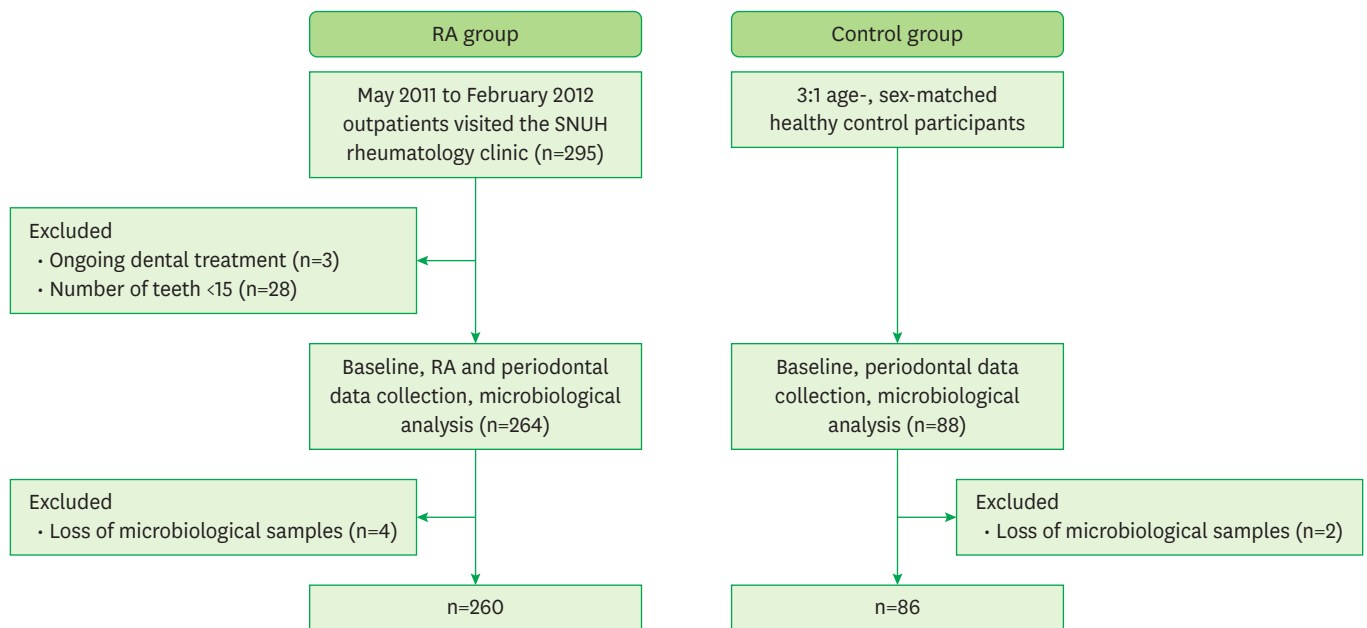 RA group
May 2011 to February 2012
outpatients visited the SNUH
rheumatology clinic (n=295)
Excluded
· Ongoing dental treatment (n=3)
· Number of teeth <15 (n=28)
Baseline, RA and periodontal
data collection, microbiological
analysis (n=264)
Excluded
· Loss of microbiological samples (n=4)
n=260
Control group
3:1 age-, sex-matched
healthy control participants
Baseline, periodontal data
collection, microbiological
analysis (n=88)
Excluded
· Loss of microbiological samples (n=2)
n=86